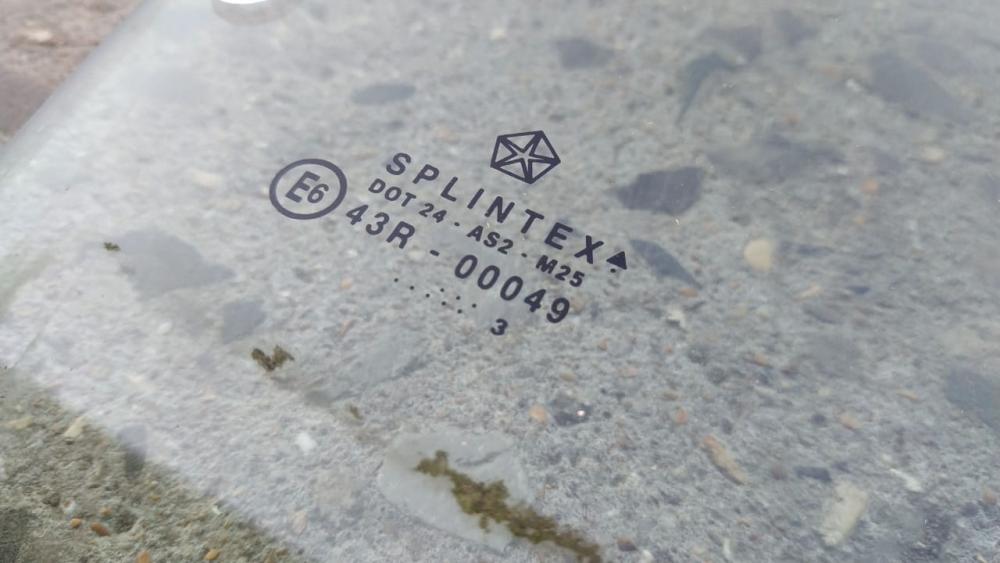 SPLINTEX
E6
DOT 24 · AS2 · M25
43R - 00049
....... 3